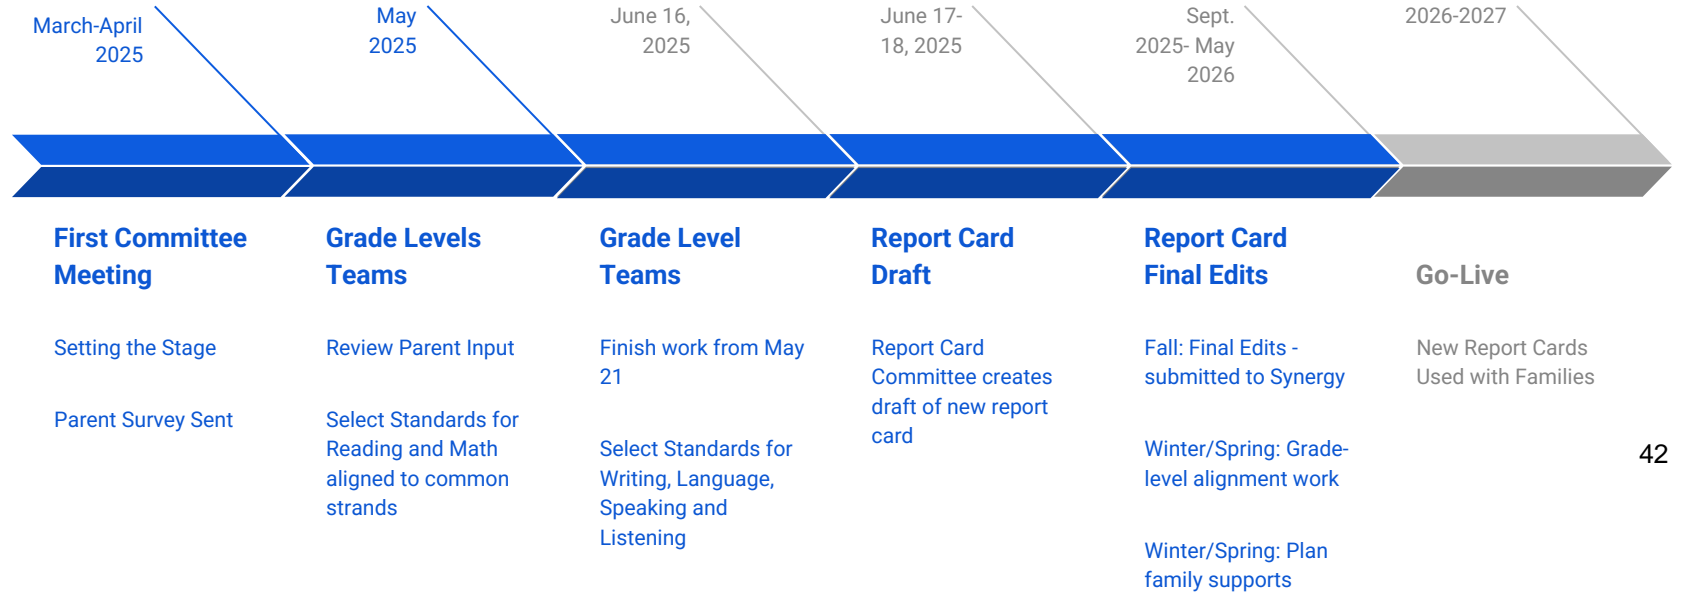 March-April
2025
May
2025
June 16,
2025
June 17-
18, 2025
Sept.
2025- May
2026
2026-2027
First Committee
Meeting
Setting the Stage
Parent Survey Sent
Grade Levels
Teams
Review Parent Input
Select Standards for
Reading and Math
aligned to common
strands
Grade Level
Teams
Finish work from May
21
Select Standards for
Writing, Language,
Speaking and
Listening
Report Card
Draft
Report Card
Committee creates
draft of new report
card
Report Card
Final Edits
Fall: Final Edits -
submitted to Synergy
Winter/Spring: Grade-
level alignment work
Winter/Spring: Plan
family supports
Go-Live
New Report Cards
Used with Families
42